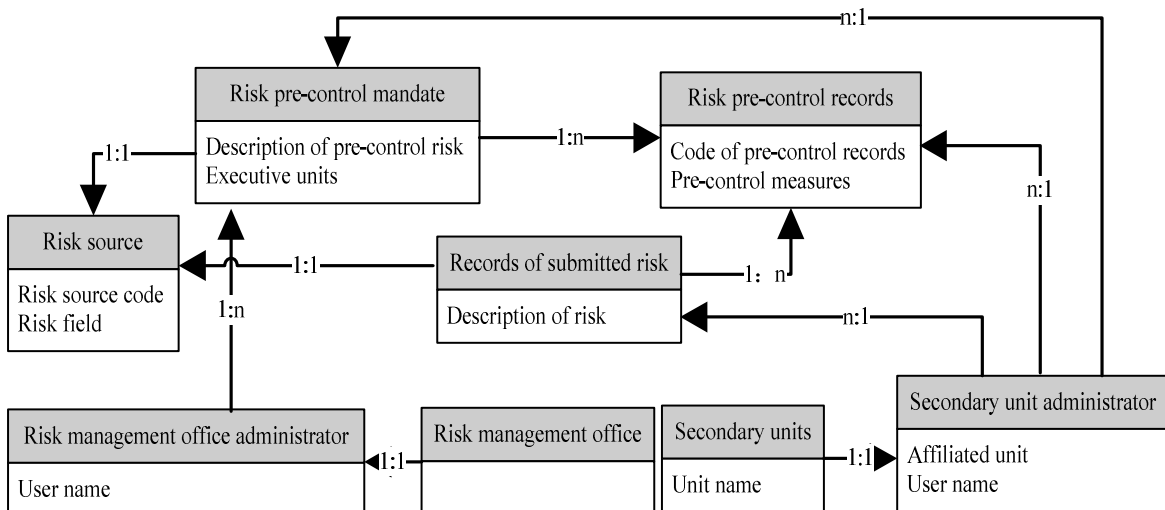 n:1
Risk pre-control mandate
Description of pre-control risk
Executive units
1:n
Risk pre-control records
Code of pre-control records
Pre-control measures
1:1
n:1
Risk source
Risk source code
Risk field
1:1
Records of submitted risk
Description of risk
1: n
1:n
n:1
Risk management office administrator
User name
1:1
Risk management office
Secondary units
Unit name
1:1
Secondary unit administrator
Affiliated unit
User name